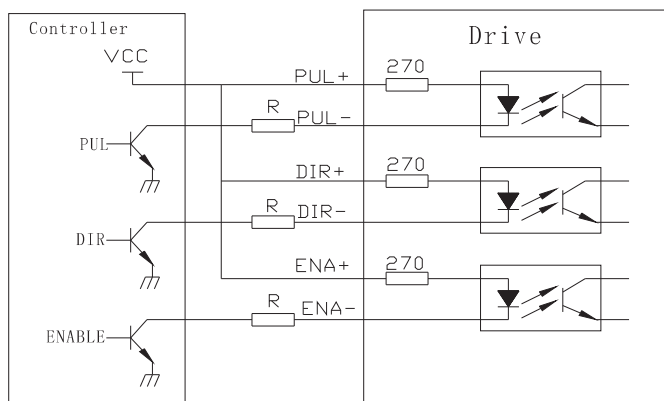 Controller
Drive
VCC
PUL+
270
R
PUL-
PUL
DIR+
270
R
DIR-
DIR
ENA+
270
R
ENA-
ENABLE